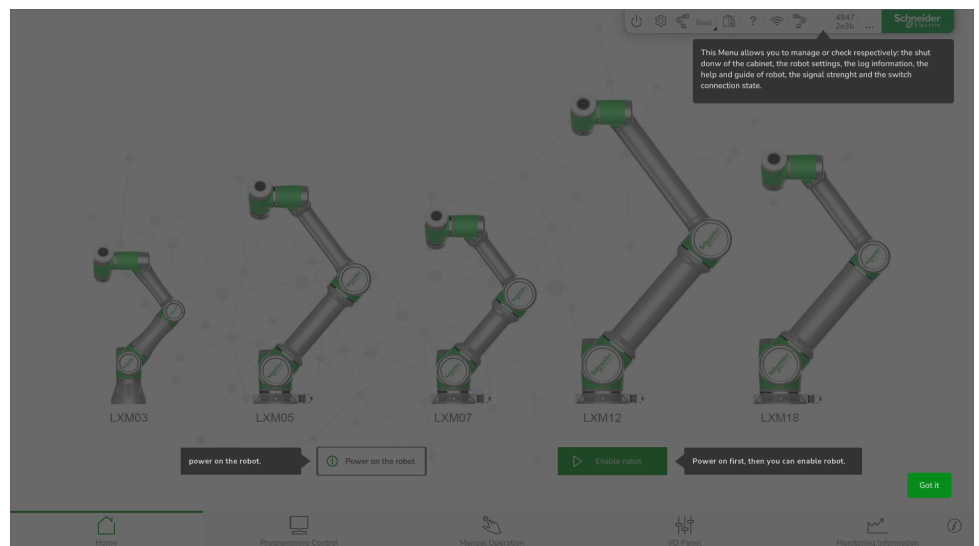 Real
4847
2e3b
...
Schneider
Electric
This Menu allows you to manage or check respectively: the shut
donw of the cabinet, the robot settings, the log information, the
help and guide of robot, the signal strenght and the switch
connection state.
LXM03
LXM05
LXM07
LXM12
LXM18
power on the robot.
Power on the robot
Enable robot
Power on first, then you can enable robot.
Got it
Home
Programming Control
Manual Operation
I/O Panel
Monitoring Information